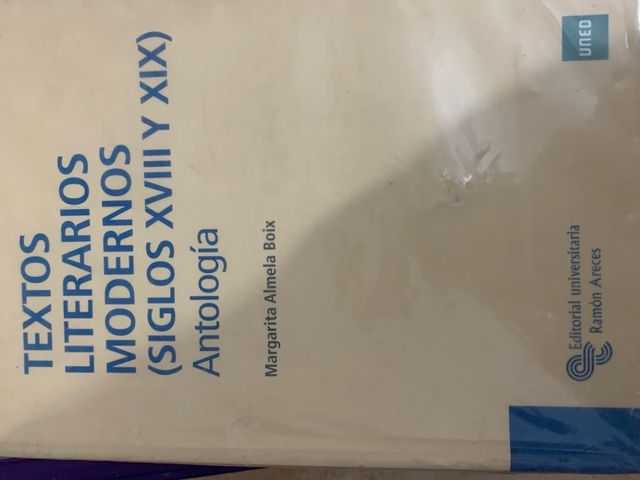 TEXTOS
LITERARIOS
MODERNOS
(SIGLOS XVIII Y XIX)
Antología
Margarita Almela Boix
Editorial universitaria
Ramón Areces
UNED